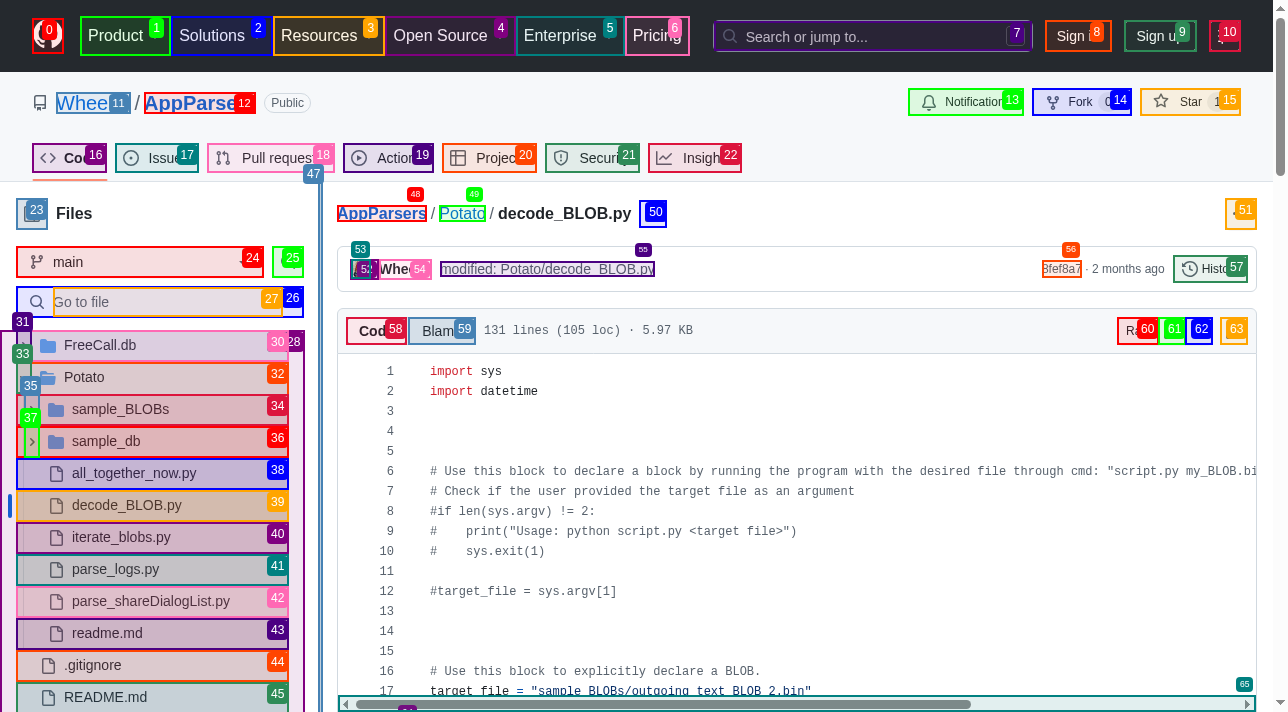 0
Product 1
Solutions 2
Resources 3
Open Source 4
Enterprise 5
Pricing 6
Search or jump to... 7
Sign 8
Sign u 9
10
Whee 11 / AppParse 12 Public
Notification 13
Fork 14
Star 1 15
Co 16
Issue 17
Pull reques 18
Action 19
Projec 20
Securi 21
Insigh 22
47
23 Files
48 49
AppParsers / Potato / decode_BLOB.py 50
51
main 24 25
53 55 56
52 Whe 54 modified: Potato/decode_BLOB.py
8fef8a7 · 2 months ago Histo 57
Go to file 27 26
31
Cod 58 Blam 59 131 lines (105 loc) · 5.97 KB
Ra 60 61 62 63
FreeCall.db 30 28
33
Potato 32
35
sample_BLOBs 34
37
sample_db 36
all_together_now.py 38
decode_BLOB.py 39
iterate_blobs.py 40
parse_logs.py 41
parse_shareDialogList.py 42
readme.md 43
.gitignore 44
README.md 45
1 import sys
2 import datetime
3
4
5
6 # Use this block to declare a block by running the program with the desired file through cmd: "script.py my_BLOB.bi
7 # Check if the user provided the target file as an argument
8 #if len(sys.argv) != 2:
9 #    print("Usage: python script.py <target file>")
10 #    sys.exit(1)
11
12 #target_file = sys.argv[1]
13
14
15
16 # Use this block to explicitly declare a BLOB.
17 target_file = "sample_BLOBs/outgoing_text_BLOB_2.bin"
65